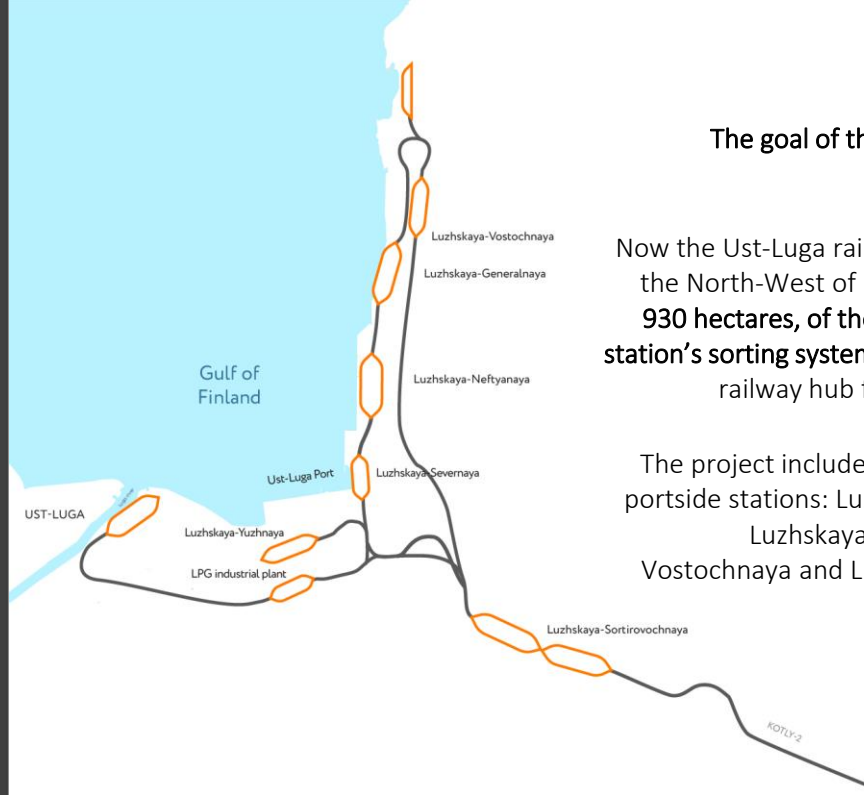 The goal of th
Now the Ust-Luga rai
the North-West of
930 hectares, of the
station's sorting system
railway hub f
The project include
portside stations: Lu
Luzhskaya
Vostochnaya and L
Luzhskaya-Vostochnaya
Luzhskaya-Generalnaya
Gulf of
Finland
Luzhskaya-Neftyanaya
Ust-Luga Port
Luzhskaya-Severnaya
UST-LUGA
Luzhskaya-Yuzhnaya
LPG industrial plant
Luzhskaya-Sortirovochnaya
KOTLY-2